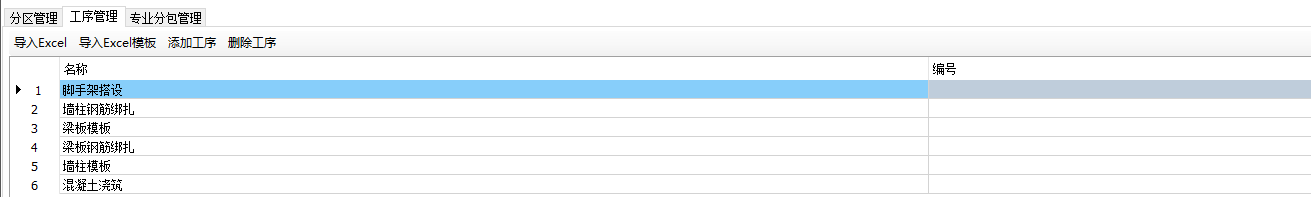 分区管理 工序管理 专业分包管理
导入Excel 导入Excel模板 添加工序 删除工序
名称 编号
1 脚手架搭设
2 墙柱钢筋绑扎
3 梁板模板
4 梁板钢筋绑扎
5 墙柱模板
6 混凝土浇筑